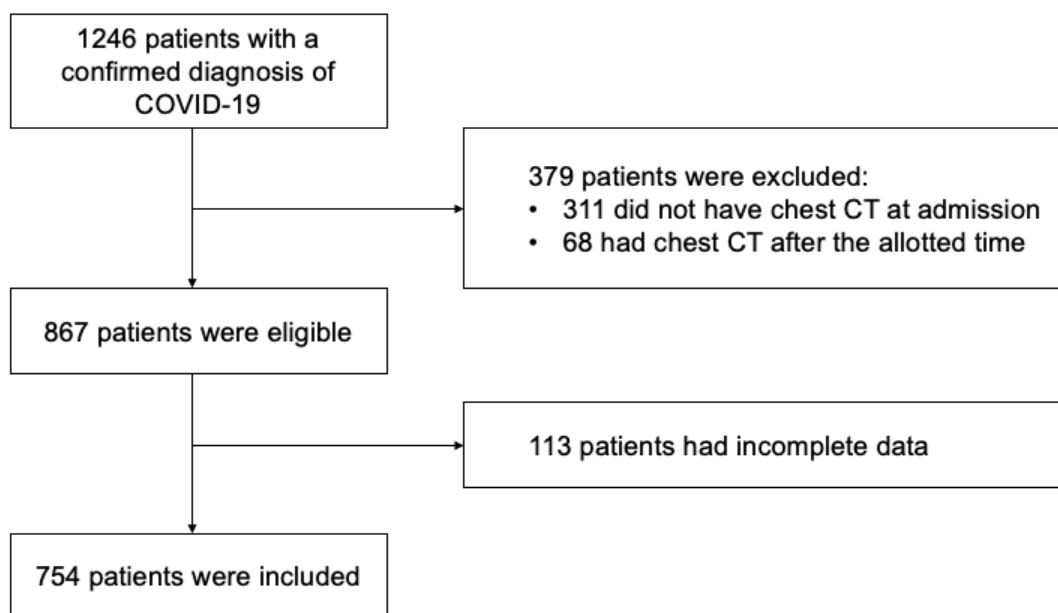 1246 patients with a
confirmed diagnosis of
COVID-19
379 patients were excluded:
• 311 did not have chest CT at admission
• 68 had chest CT after the allotted time
867 patients were eligible
113 patients had incomplete data
754 patients were included